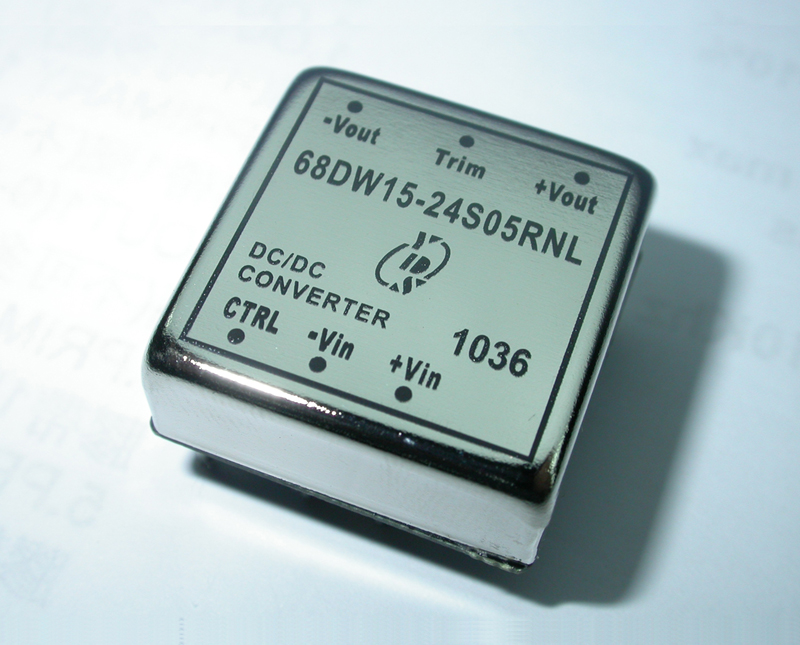 -Vout
Trim
+Vout
68DW15-24S05RNL
DC/DC
CONVERTER
1036
CTRL
-Vin
+Vin